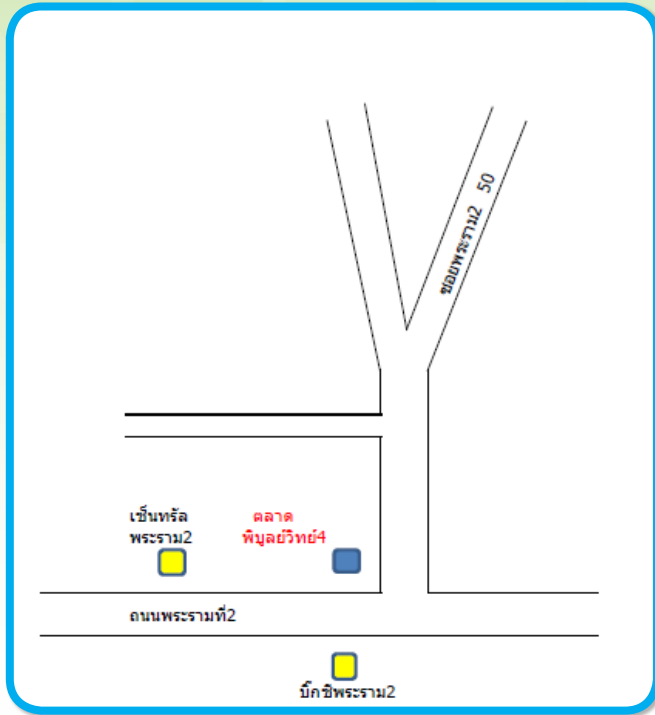 ซอยพระราม2 50
เซ็นทรัล
พระราม2
ตลาด
พิบูลย์วิทย์4
ถนนพระรามที่2
บิ๊กซีพระราม2